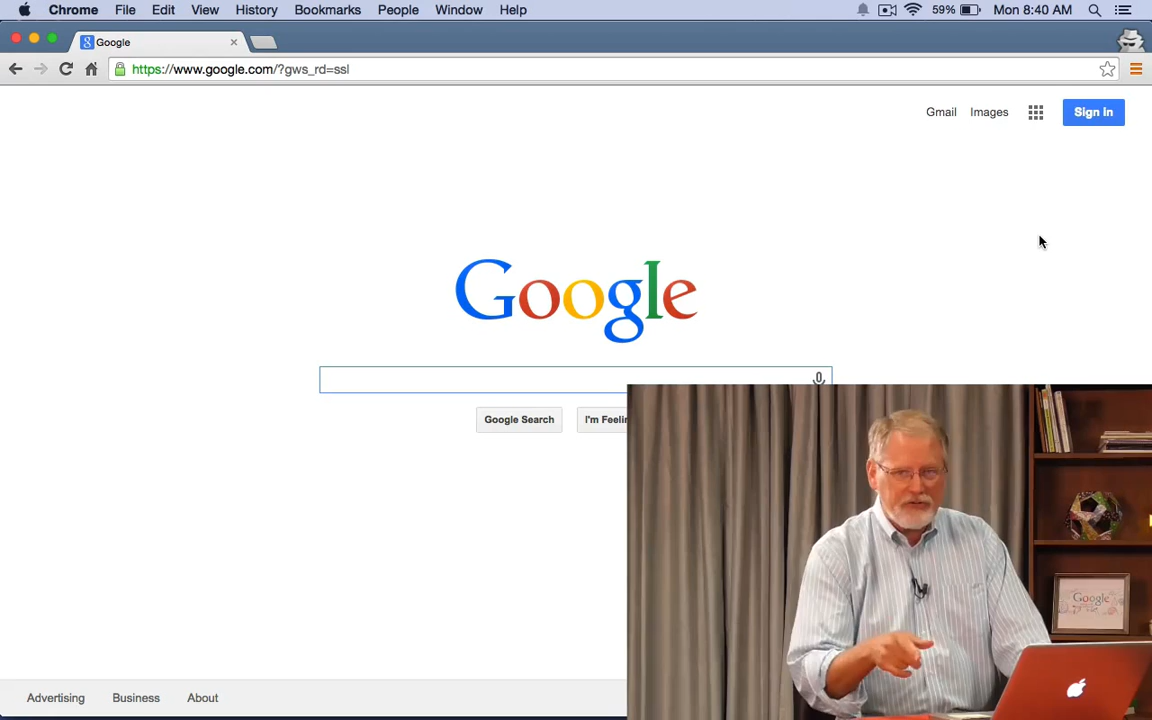 Chrome File Edit View History Bookmarks People Window Help 59% Mon 8:40 AM
Google
https://www.google.com/?gws_rd=ssl
Gmail Images Sign in
Google
Google Search I'm Feelin
Google
Advertising Business About